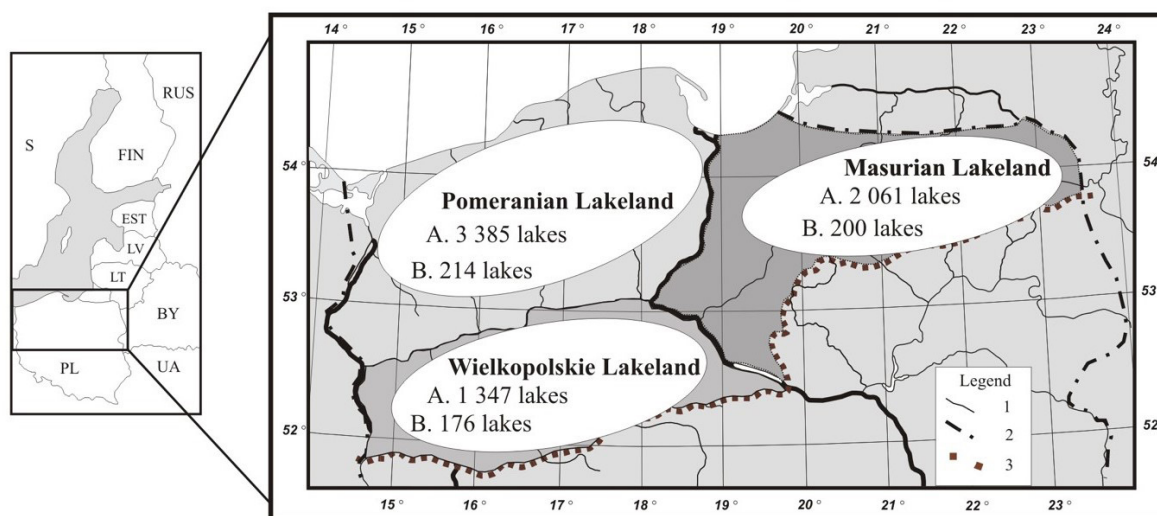 S
RUS
FIN
EST
LV
LT
BY
PL
UA
14° 15° 16° 17° 18° 19° 20° 21° 22° 23° 24°
54°
53°
52°
Pomeranian Lakeland
A. 3 385 lakes
B. 214 lakes
Masurian Lakeland
A. 2 061 lakes
B. 200 lakes
Wielkopolskie Lakeland
A. 1 347 lakes
B. 176 lakes
Legend
1
2
3
54°
53°
52°
15° 16° 17° 18° 19° 20° 21° 22° 23°